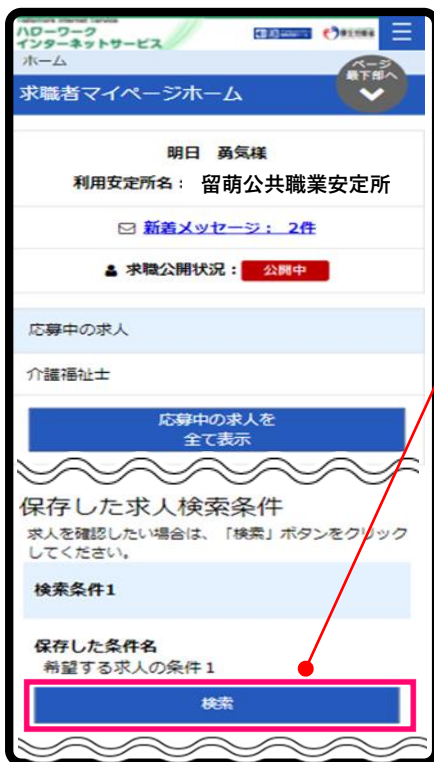 ハローワーク
インターネットサービス
ホーム
ページ
最下部へ
求職者マイページホーム
明日 勇気様
利用安定所名： 留萌公共職業安定所
新着メッセージ： 2件
求職公開状況： 公開中
応募中の求人
介護福祉士
応募中の求人を
全て表示
保存した求人検索条件
求人を確認したい場合は、「検索」ボタンをクリック
してください。
検索条件1
保存した条件名
希望する求人の条件1
検索